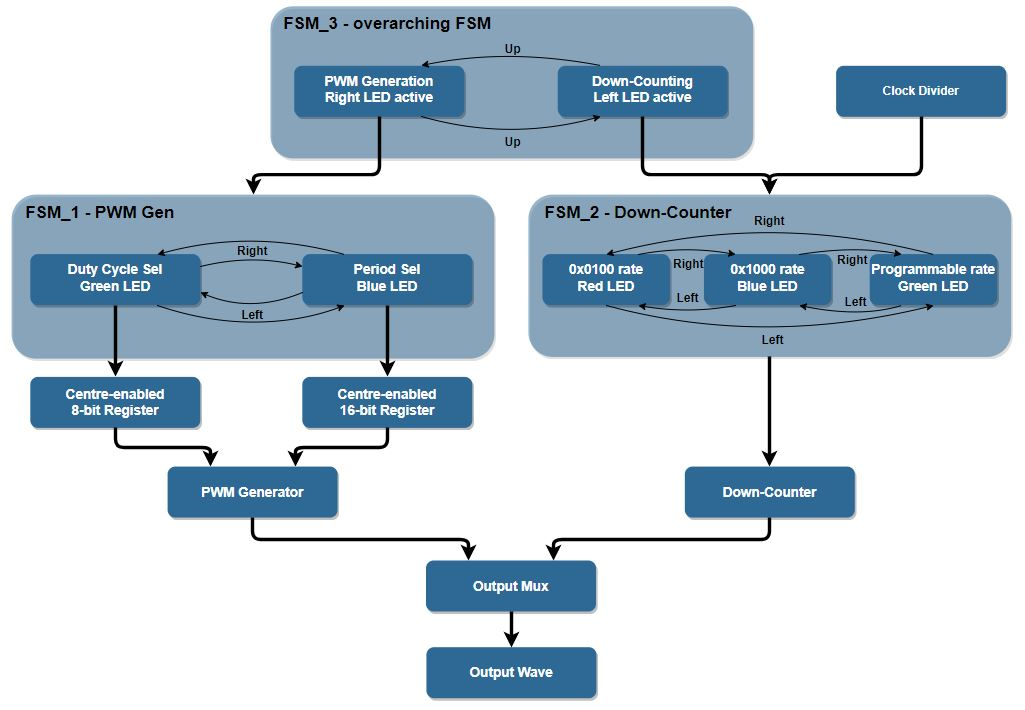 FSM_3 - overarching FSM
Up
PWM Generation
Right LED active
Down-Counting
Left LED active
Up
Clock Divider
FSM_1 - PWM Gen
Right
Duty Cycle Sel
Green LED
Period Sel
Blue LED
Left
FSM_2 - Down-Counter
Right
Right
Right
0x0100 rate
Red LED
0x1000 rate
Blue LED
Programmable rate
Green LED
Left
Left
Left
Centre-enabled
8-bit Register
Centre-enabled
16-bit Register
PWM Generator
Down-Counter
Output Mux
Output Wave